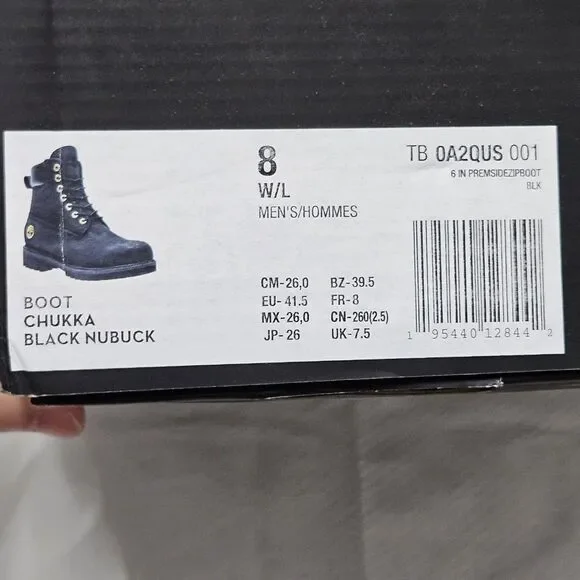 8
W/L
MEN'S/HOMMES
TB 0A2QUS 001
6 IN PREMSIDEZIPBOOT
BLK
BOOT
CHUKKA
BLACK NUBUCK
CM-26,0 BZ-39.5
EU-41.5 FR-8
MX-26,0 CN-260(2.5)
JP-26 UK-7.5
1 95440 12844 2